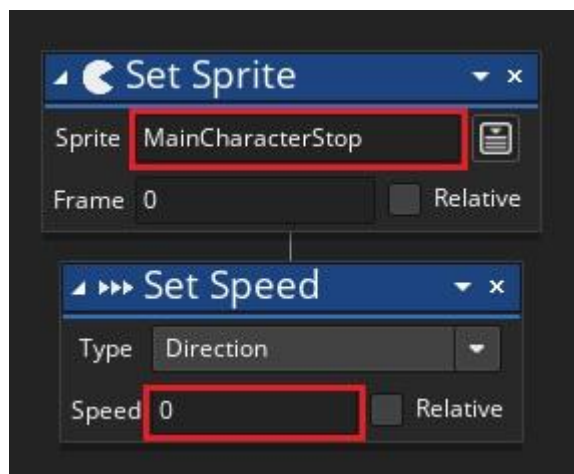 Set Sprite
Sprite MainCharacterStop
Frame 0 Relative
Set Speed
Type Direction
Speed 0 Relative